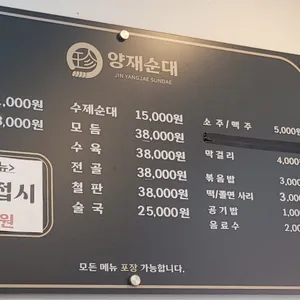 양재순대
JIN YANGJAE SUNDAE
,000원
,000원
뉴>
접시
원
수제순대 15,000원
모듬 38,000원
수육 38,000원
전골 38,000원
철판 38,000원
술국 25,000원
소주/맥주 5,000원
막걸리 4,000
볶음밥 3,000
떡/쫄면 사리 3,000
공기밥 1,00
음료수 2,00
모든 메뉴 포장 가능합니다.